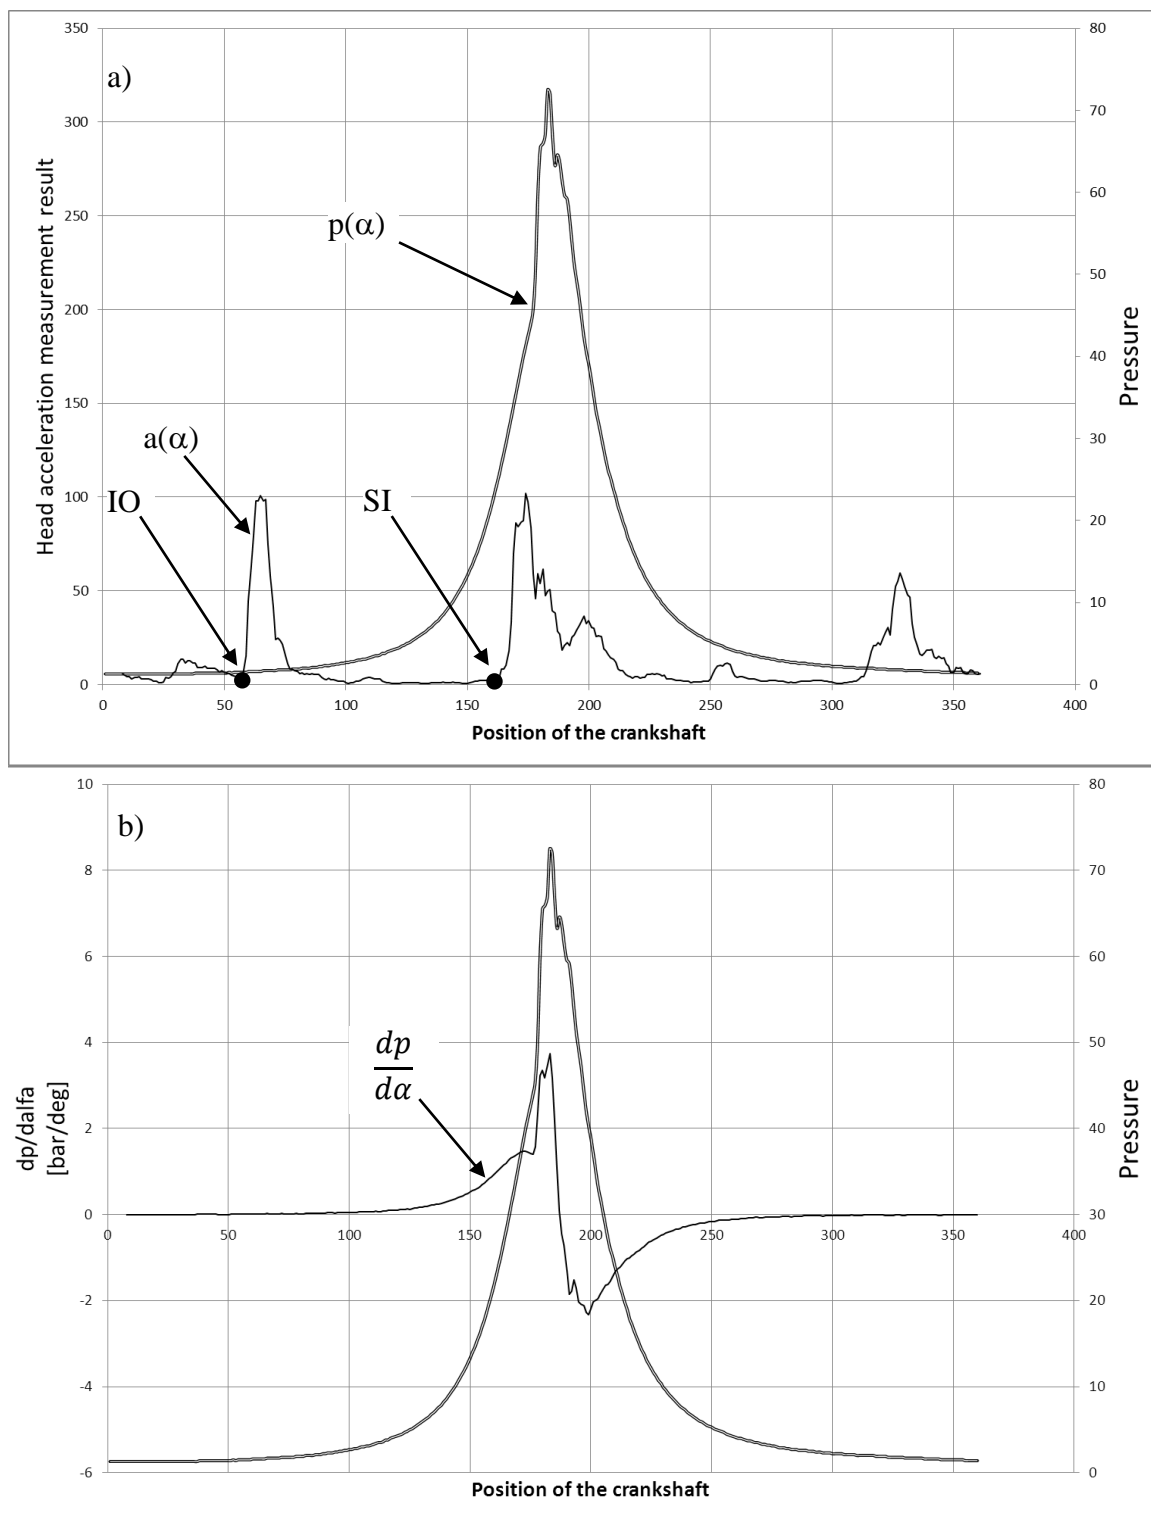 350
300
250
200
150
100
50
0
80
70
60
50
40
30
20
10
0
a)
p(α)
a(α)
IO
SI
Head acceleration measurement result
Pressure
0 50 100 150 200 250 300 350 400
Position of the crankshaft
10
8
6
4
2
0
-2
-4
-6
80
70
60
50
40
30
20
10
0
b)
dp
dα
dp/dalfa
[bar/deg]
Pressure
0 50 100 150 200 250 300 350 400
Position of the crankshaft